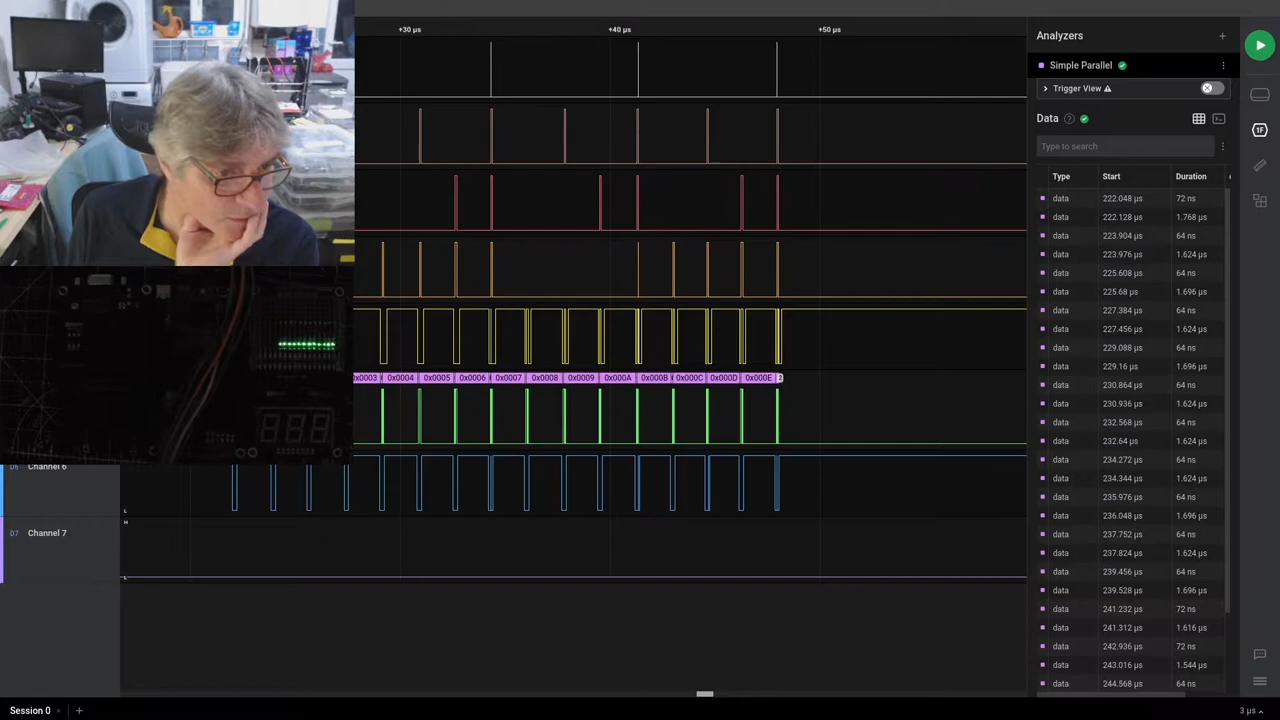 +30 µs +40 µs +50 µs
Analyzers
Simple Parallel
Trigger View
Data
Type to search
Type Start Duration
data 222.048 µs 72 ns
data 222.128 µs 1.768 µs
data 223.904 µs 64 ns
data 223.976 µs 1.624 µs
data 225.608 µs 64 ns
data 225.68 µs 1.696 µs
data 227.384 µs 64 ns
data 227.456 µs 1.624 µs
data 229.088 µs 64 ns
data 229.16 µs 1.696 µs
data 230.864 µs 64 ns
data 230.936 µs 1.624 µs
data 232.568 µs 64 ns
data 232.64 µs 1.624 µs
data 234.272 µs 64 ns
data 234.344 µs 1.624 µs
data 235.976 µs 64 ns
data 236.048 µs 1.696 µs
data 237.752 µs 64 ns
data 237.824 µs 1.624 µs
data 239.456 µs 64 ns
data 239.528 µs 1.696 µs
data 241.232 µs 72 ns
data 241.312 µs 1.616 µs
data 242.936 µs 72 ns
data 243.016 µs 1.544 µs
data 244.568 µs 64 ns
0x0003 0x0004 0x0005 0x0006 0x0007 0x0008 0x0009 0x000A 0x000B 0x000C 0x000D 0x000E 2
D6 Channel 6
L
H
D7 Channel 7
L
Session 0
3 µs
1F